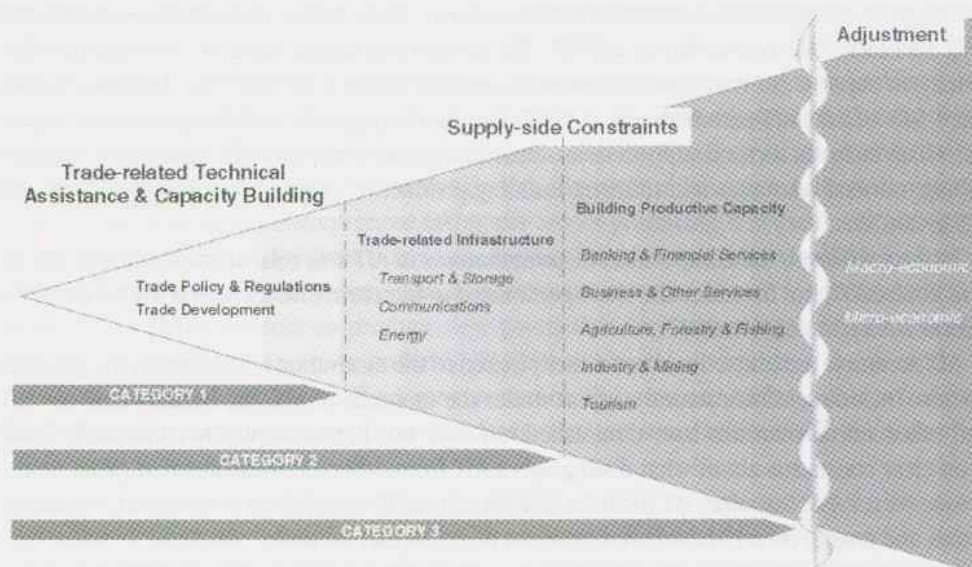 Adjustment
Supply-side Constraints
Trade-related Technical
Assistance & Capacity Building
Trade Policy & Regulations
Trade Development
Trade-related Infrastructure
Transport & Storage
Communications
Energy
Building Productive Capacity
Banking & Financial Services
Business & Other Services
Agriculture, Forestry & Fishing
Industry & Mining
Tourism
Macro-economic
Micro-economic
CATEGORY 1
CATEGORY 2
CATEGORY 3